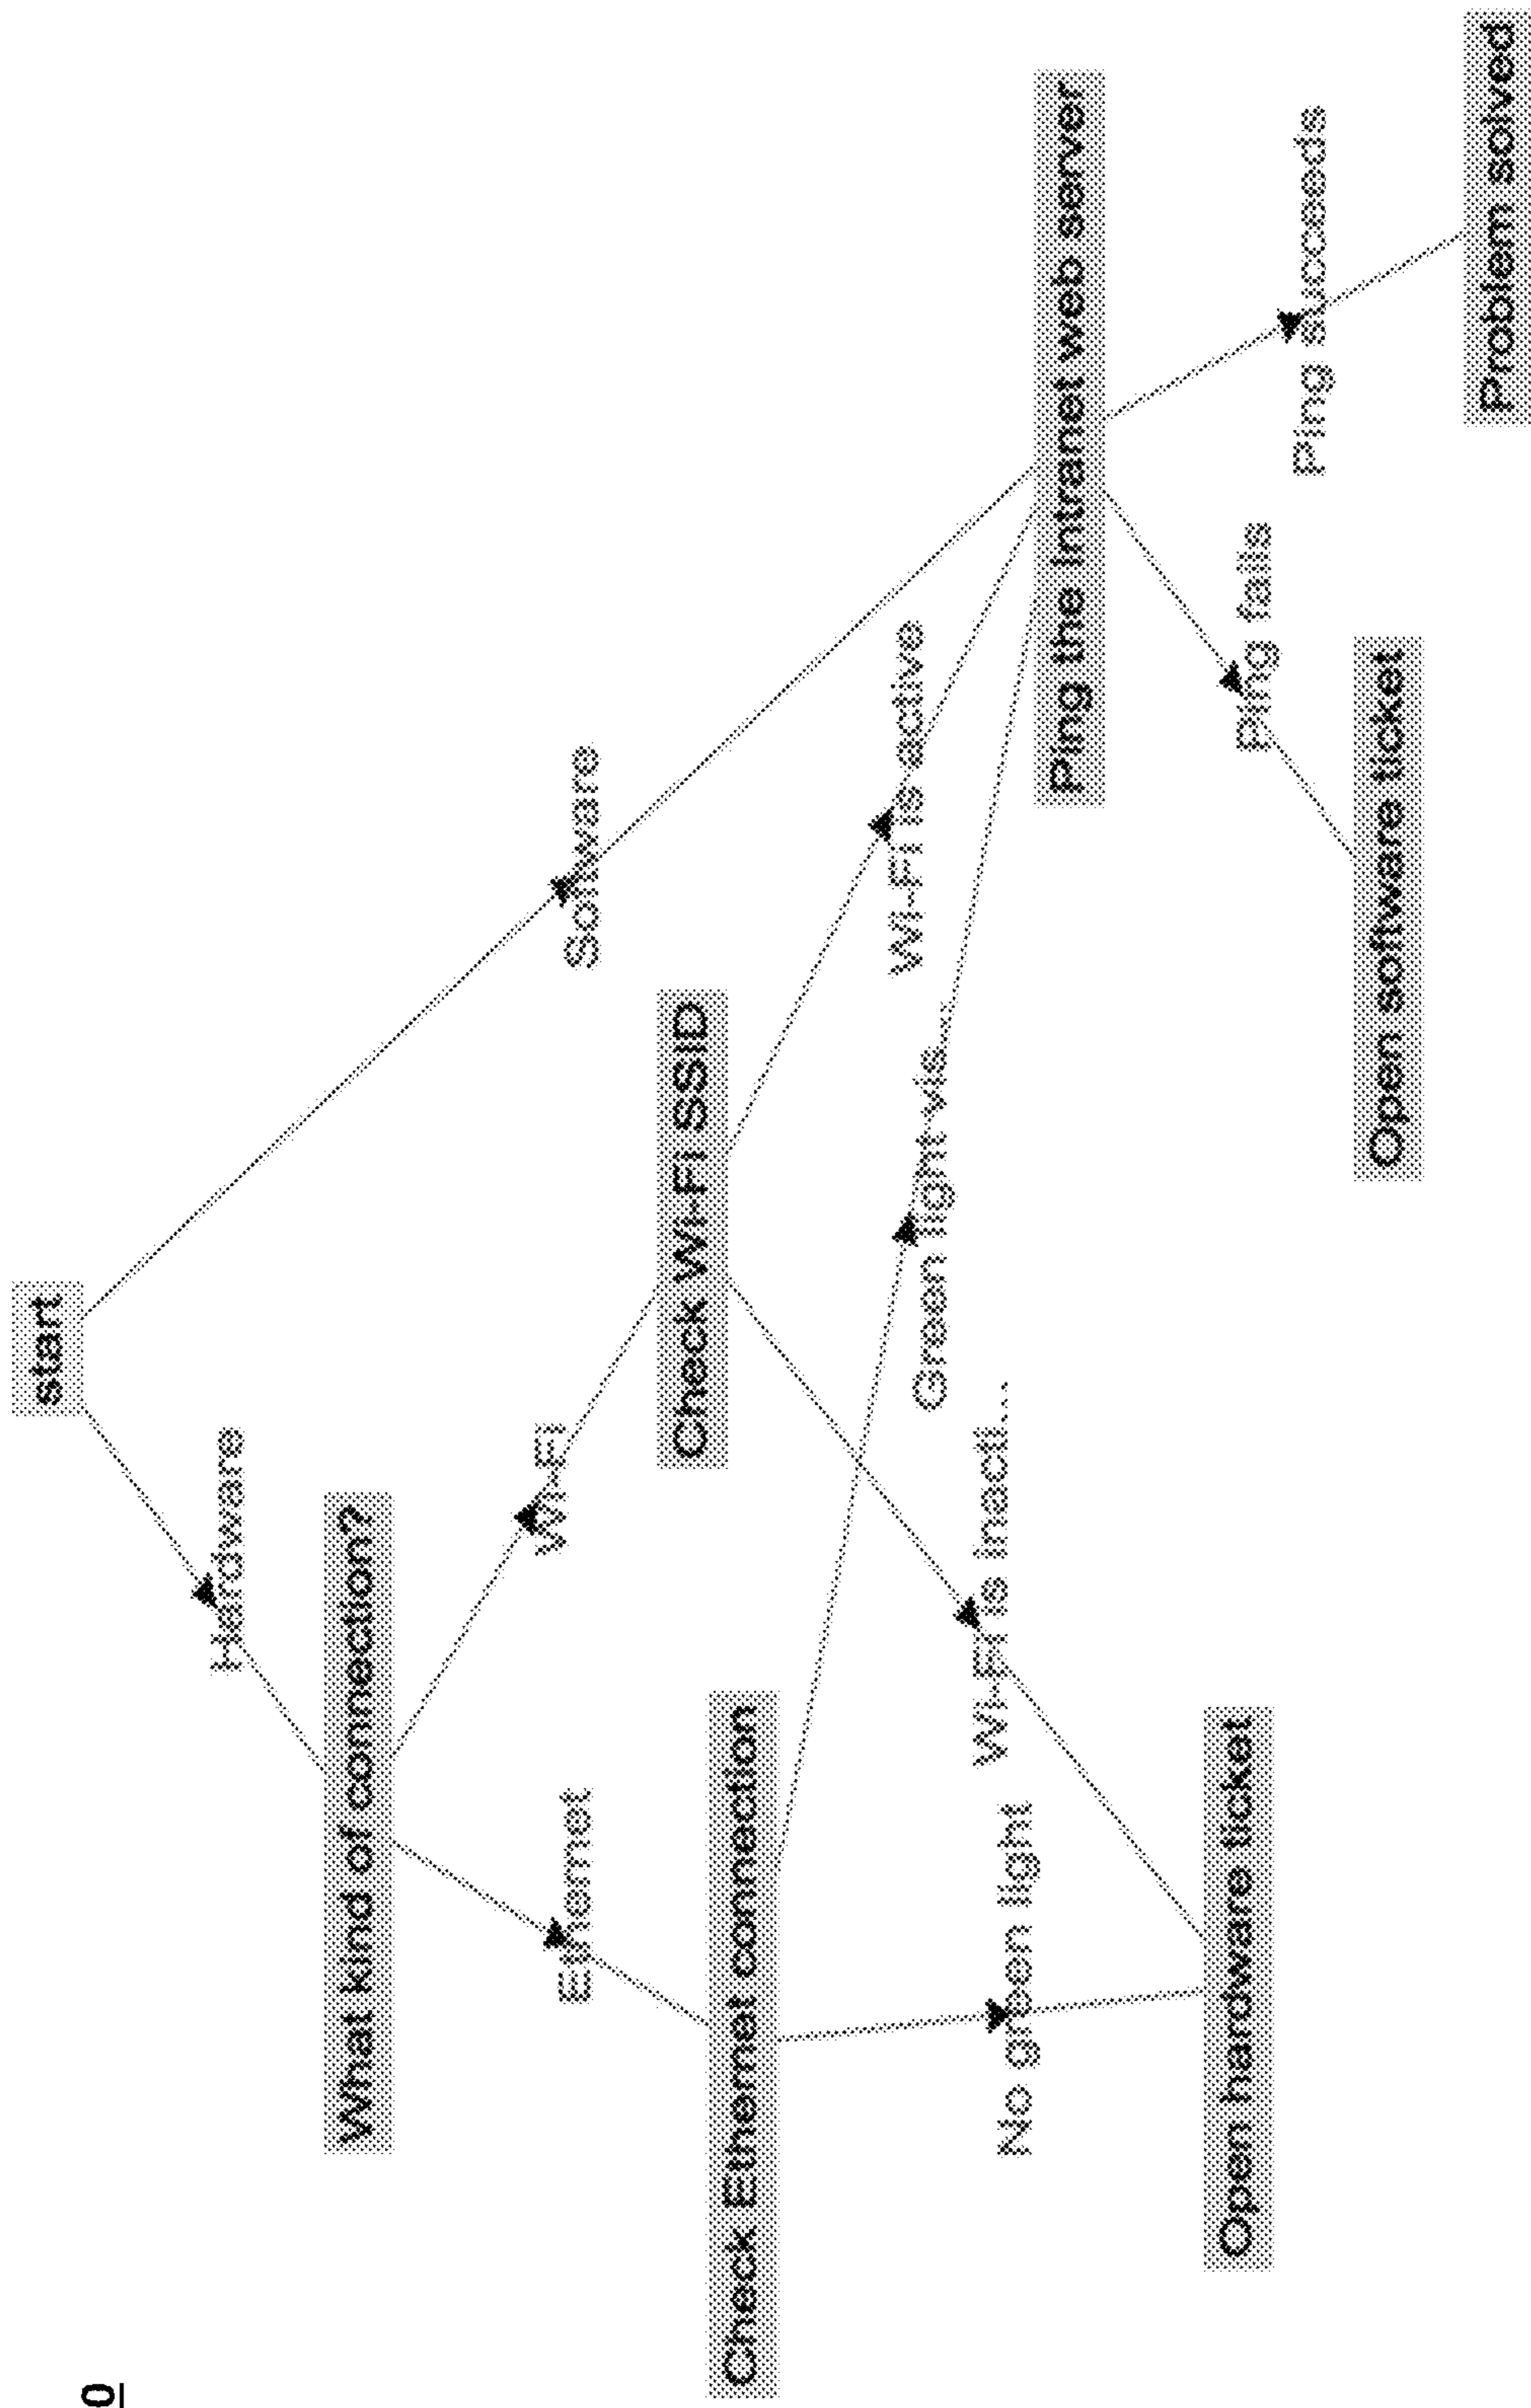 0
start
Hardware
Software
What kind of connection?
Ethernet
Wi-Fi
Check Ethernet connection
Check Wi-Fi SSID
No green light
Wi-Fi is inacti...
Green light vis...
Wi-Fi is active
Open hardware ticket
Ping the intranet web server
Ping fails
Ping succeeds
Open software ticket
Problem solved